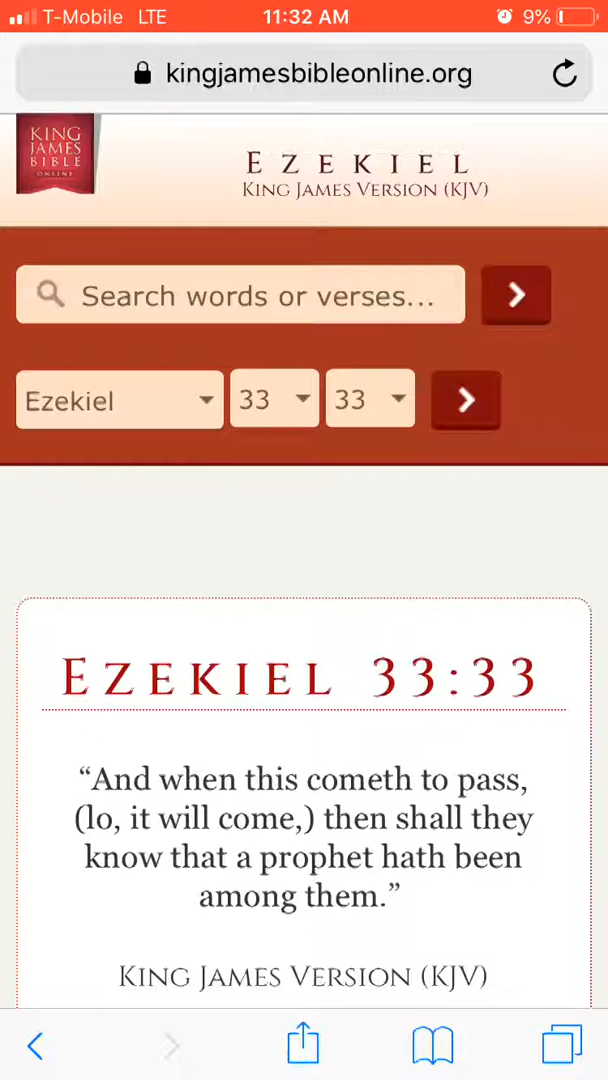 T-Mobile LTE 11:32 AM 9%
kingjamesbibleonline.org
KING
JAMES
BIBLE
ONLINE
EZEKIEL
KING JAMES VERSION (KJV)
Search words or verses...
Ezekiel 33 33
EZEKIEL 33:33
“And when this cometh to pass,
(lo, it will come,) then shall they
know that a prophet hath been
among them.”
KING JAMES VERSION (KJV)